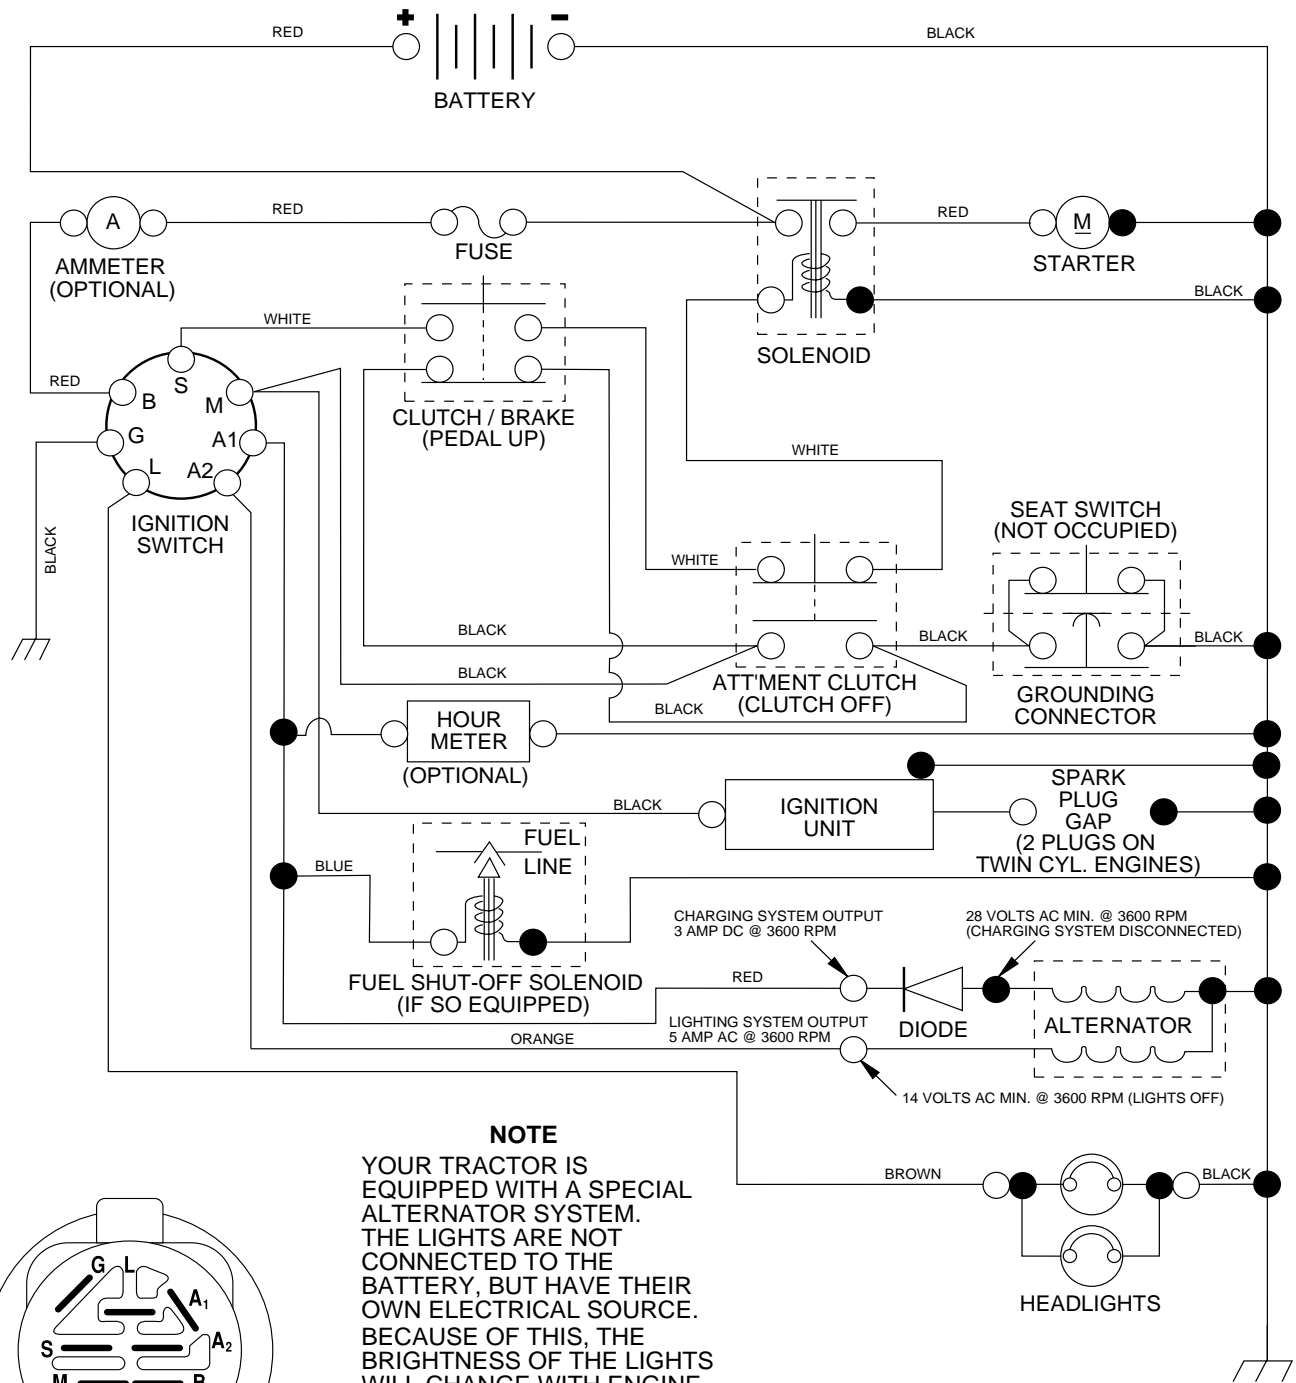 +
-
RED
BLACK
BATTERY
A
RED
RED
M
FUSE
AMMETER
(OPTIONAL)
STARTER
WHITE
BLACK
SOLENOID
RED
S
B
M
G
A1
L
A2
CLUTCH / BRAKE
(PEDAL UP)
WHITE
IGNITION
SWITCH
BLACK
SEAT SWITCH
(NOT OCCUPIED)
WHITE
BLACK
BLACK
BLACK
BLACK
ATT'MENT CLUTCH
(CLUTCH OFF)
GROUNDING
CONNECTOR
BLACK
HOUR
METER
(OPTIONAL)
BLACK
IGNITION
UNIT
SPARK
PLUG
GAP
(2 PLUGS ON
TWIN CYL. ENGINES)
FUEL
LINE
BLUE
CHARGING SYSTEM OUTPUT
3 AMP DC @ 3600 RPM
28 VOLTS AC MIN. @ 3600 RPM
(CHARGING SYSTEM DISCONNECTED)
FUEL SHUT-OFF SOLENOID
(IF SO EQUIPPED)
RED
LIGHTING SYSTEM OUTPUT
5 AMP AC @ 3600 RPM
DIODE
ALTERNATOR
ORANGE
14 VOLTS AC MIN. @ 3600 RPM (LIGHTS OFF)
NOTE
YOUR TRACTOR IS
EQUIPPED WITH A SPECIAL
ALTERNATOR SYSTEM.
THE LIGHTS ARE NOT
CONNECTED TO THE
BATTERY, BUT HAVE THEIR
OWN ELECTRICAL SOURCE.
BECAUSE OF THIS, THE
BRIGHTNESS OF THE LIGHTS
WILL CHANGE WITH ENGINE
BROWN
BLACK
HEADLIGHTS
G
L
A1
S
A2
M
B